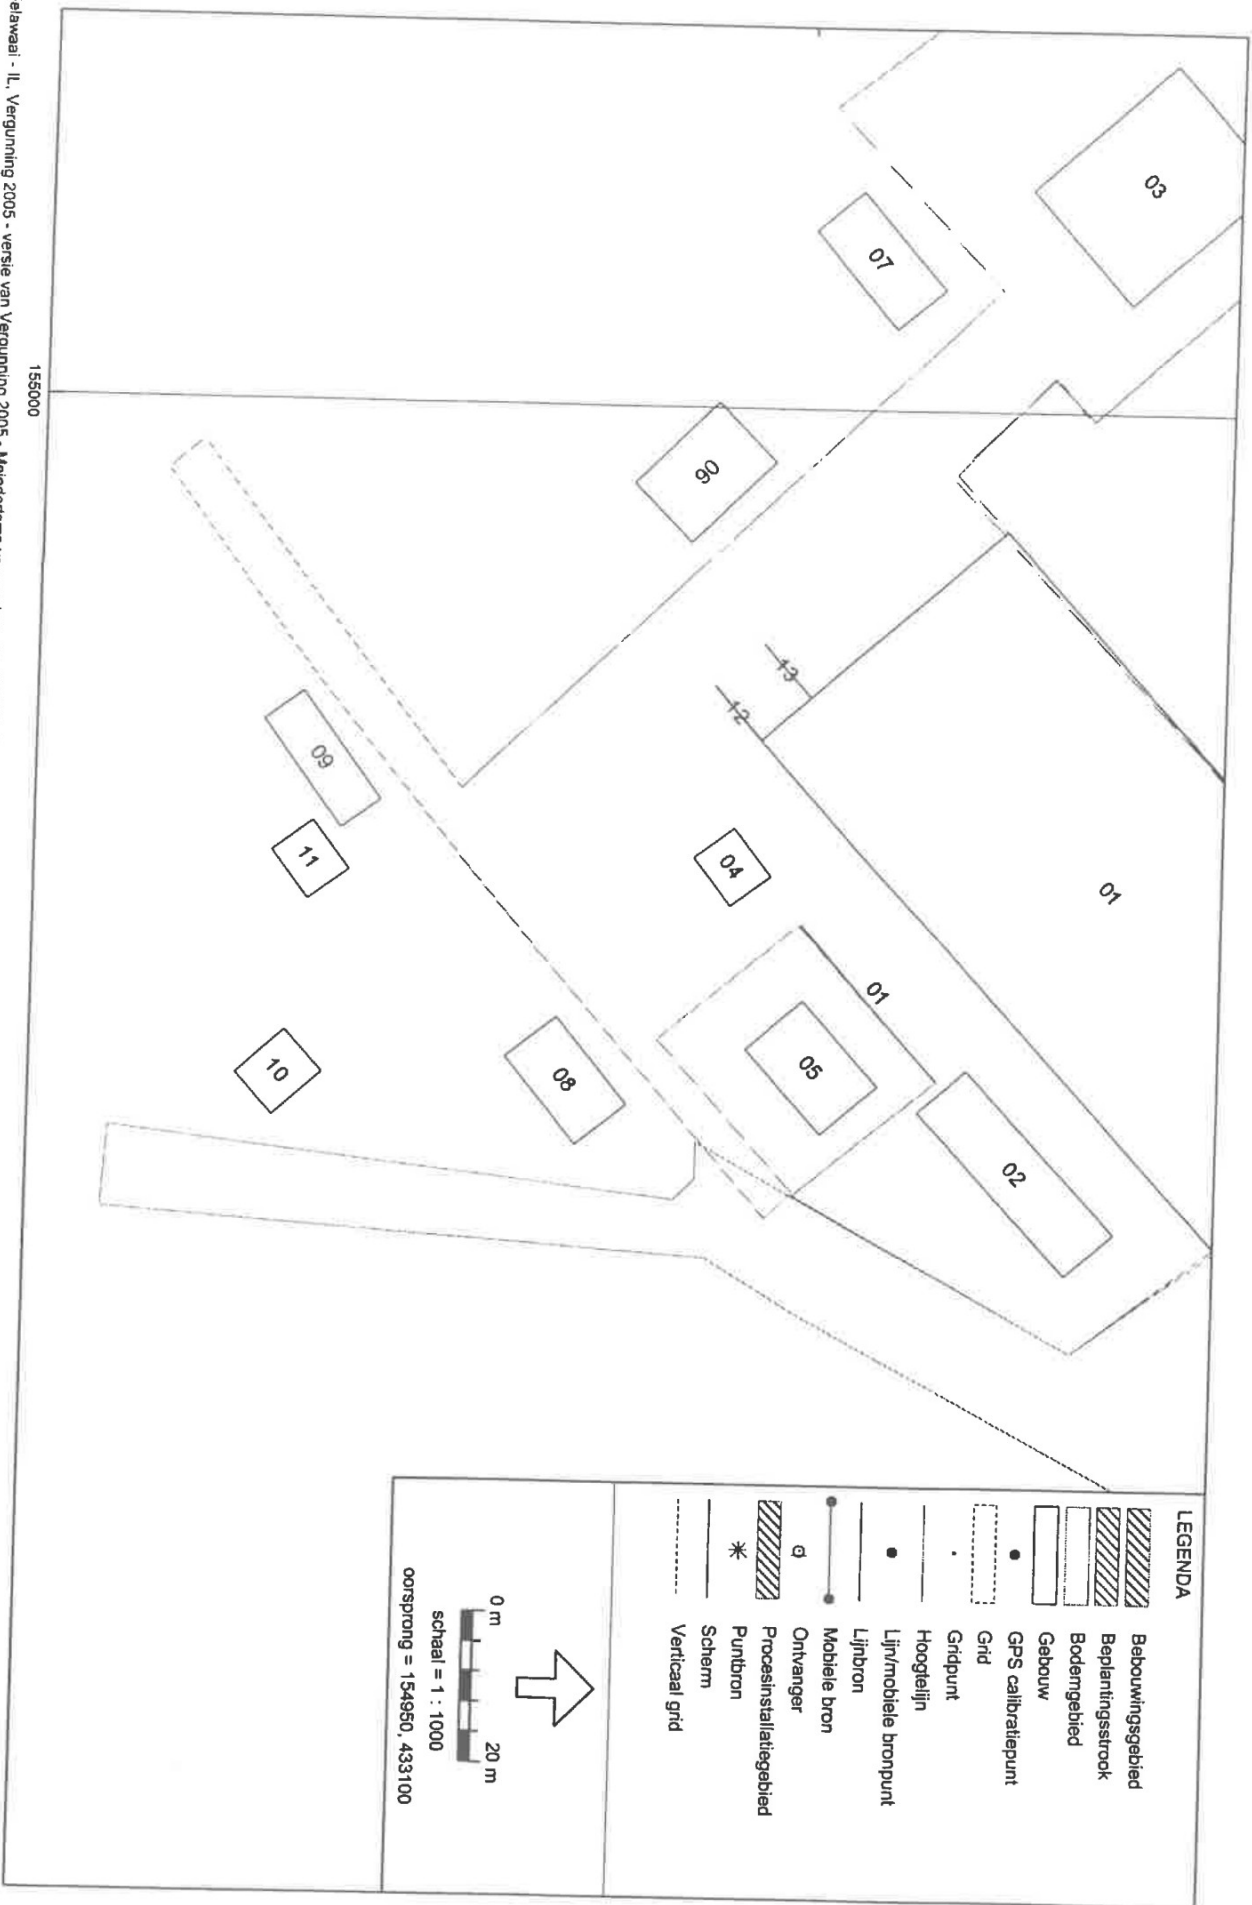 03
01
02
07
06
13
12
01
04
05
08
09
11
10
155000
LEGENDA
Bebouwingsgebied
Beplantingsstrook
Bodemgebied
Gebouw
GPS calibratiepunt
Grid
Gridpunt
Hoogtelijn
Lijn/mobiele bronpunt
Lijnbron
Mobiele bron
Ontvanger
Procesinstallatiegebied
Puntbron
Scherm
Verticaal grid
0 m 20 m
schaal = 1 : 1000
oorsprong = 154950, 433100
- IL, Vergunning 2005 - versie van Vergunning 2005 -